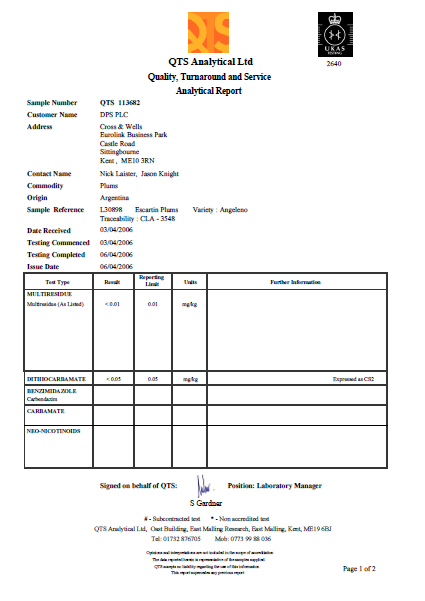 QTS
UKAS
TESTING
2640
QTS Analytical Ltd
Quality, Turnaround and Service
Analytical Report
Sample Number QTS 113682
Customer Name DPS PLC
Address Cross & Wells
Eurolink Business Park
Castle Road
Sittingbourne
Kent , ME10 3RN
Contact Name Nick Laister, Jason Knight
Commodity Plums
Origin Argentina
Sample Reference L30898 Escartin Plums Variety : Angeleno
Traceability : CLA - 3548
Date Received 03/04/2006
Testing Commenced 03/04/2006
Testing Completed 06/04/2006
Issue Date 06/04/2006
Test Type Result Reporting Limit Units Further Information
MULTIRESIDUE
Multiresidue (As Listed) < 0.01 0.01 mg/kg
DITHIOCARBAMATE < 0.05 0.05 mg/kg Expressed as CS2
BENZIMIDAZOLE
Carbendazim
CARBAMATE
NEO-NICOTINOIDS
Signed on behalf of QTS: Position: Laboratory Manager
S Gardner
# - Subcontracted test * - Non accredited test
QTS Analytical Ltd, East Building, East Malling Research, East Malling, Kent, ME19 6BJ
Tel: 01732 876705 Mob: 0773 99 88 036
Opinions and interpretations are not included in the scope of accreditation
The data reported herein is representative of the samples supplied
QTS accepts no liability regarding the use of this information
This report supersedes any previous report
Page 1 of 2